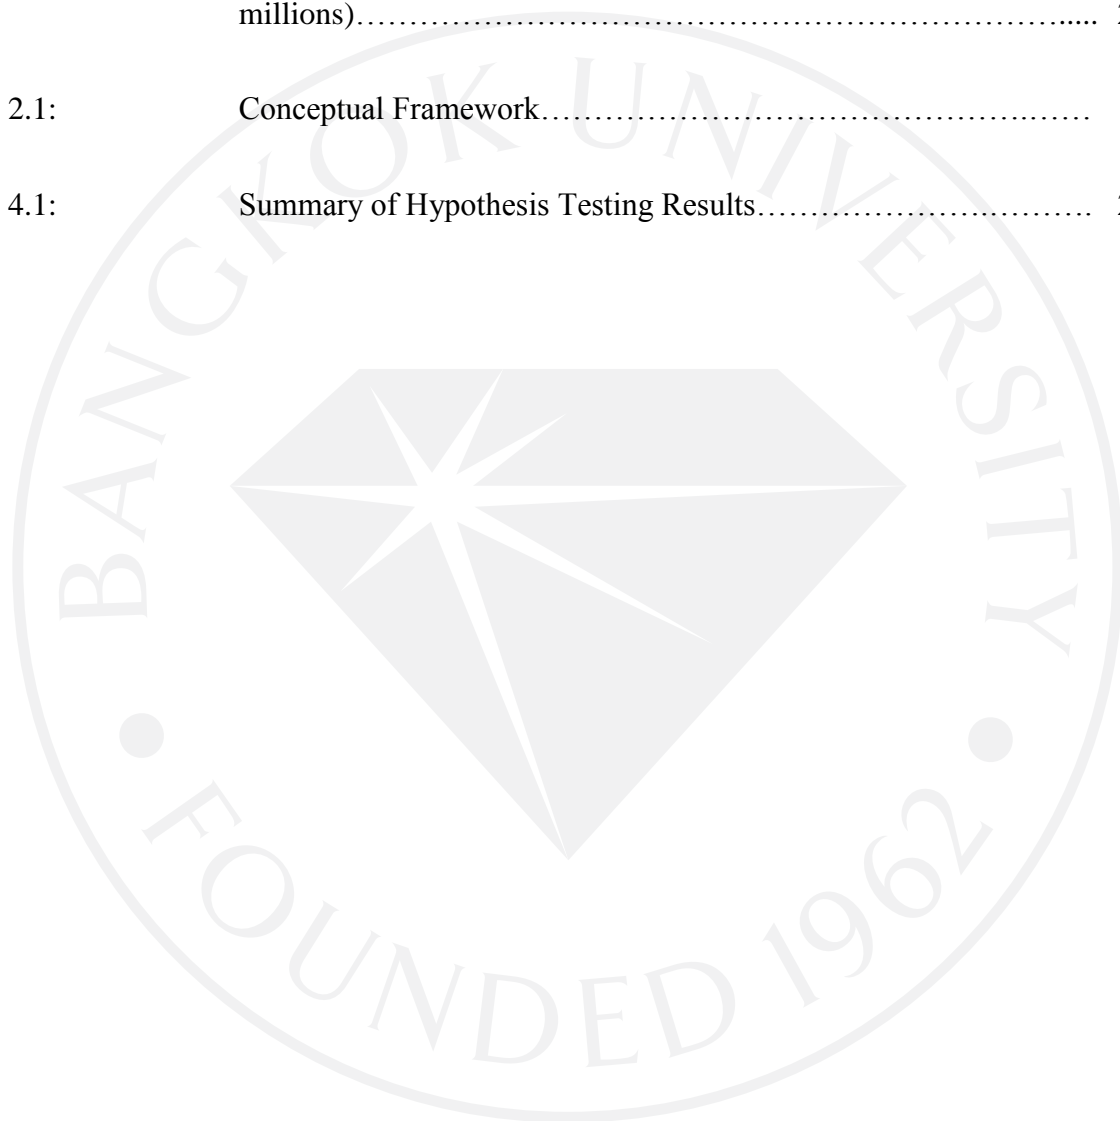 millions)…………………………………………………………….....
2.1: Conceptual Framework……………………………………….……
4.1: Summary of Hypothesis Testing Results………………….……….
BANGKOK UNIVERSITY
• FOUNDED 1962 •